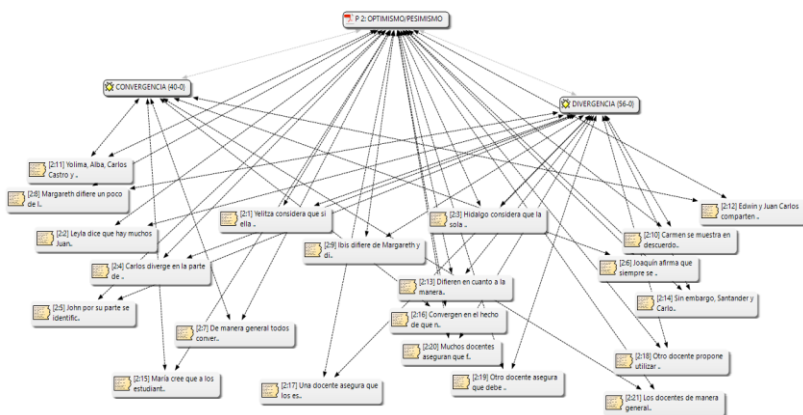 P 2: OPTIMISMO/PESIMISMO
CONVERGENCIA {40-0}
DIVERGENCIA {56-0}
[2:11] Yolima, Alba, Carlos
Castro y ..
[2:8] Margareth difiere un poco
de l..
[2:2] Leyla dice que hay muchos
Juan..
[2:1] Yelitza considera que si
ella ..
[2:3] Hidalgo considera que la
sola ..
[2:12] Edwin y Juan Carlos
comparten ..
[2:10] Carmen se muestra en
descuerdo..
[2:9] Ibis difiere de Margareth y
di..
[2:4] Carlos diverge en la parte
de ..
[2:6] Joaquín afirma que
siempre se ..
[2:13] Difieren en cuanto a la
manera..
[2:14] Sin embargo, Santander y
Carlo..
[2:5] John por su parte se
identific..
[2:16] Convergen en el hecho
de que n..
[2:7] De manera general todos
conver..
[2:20] Muchos docentes
aseguran que f..
[2:18] Otro docente propone
utilizar ..
[2:15] María cree que a los
estudiant..
[2:17] Una docente asegura que
los es..
[2:19] Otro docente asegura
que debe ..
[2:21] Los docentes de manera
general..